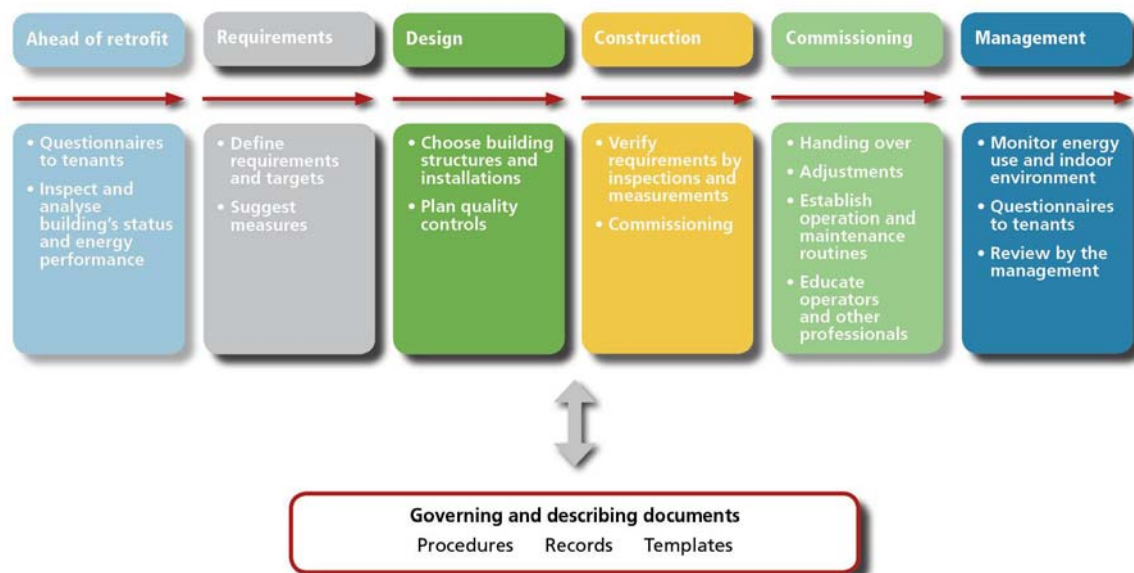 Ahead of retrofit
Requirements
Design
Construction
Commissioning
Management
• Questionnaires
to tenants
• Inspect and
analyse
building's status
and energy
performance
• Define
requirements
and targets
• Suggest
measures
• Choose building
structures and
installations
• Plan quality
controls
• Verify
requirements by
inspections and
measurements
• Commissioning
• Handing over
• Adjustments
• Establish
operation and
maintenance
routines
• Educate
operators
and other
professionals
• Monitor energy
use and indoor
environment
• Questionnaires
to tenants
• Review by the
management
Governing and describing documents
Procedures Records Templates